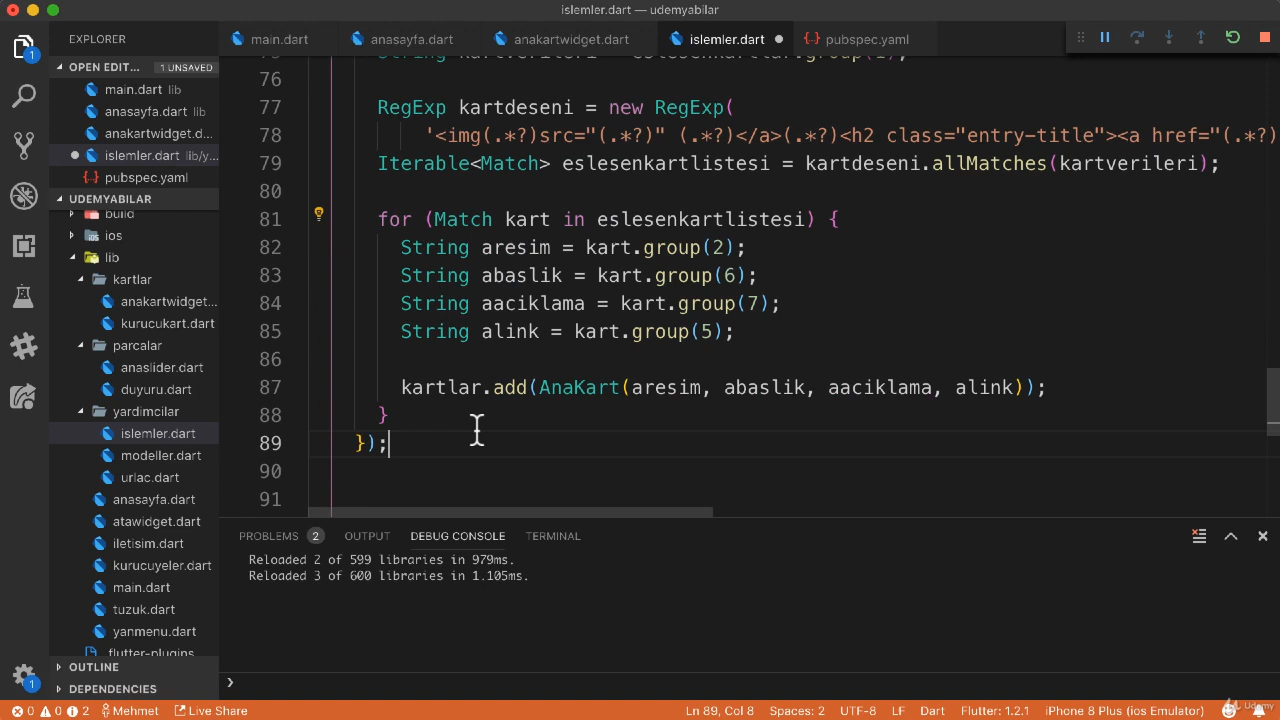 islemler.dart — udemyabilar
EXPLORER
main.dart
anasayfa.dart
anakartwidget.dart
islemler.dart
pubspec.yaml
OPEN EDIT... 1 UNSAVED
main.dart lib
anasayfa.dart lib
anakartwidget.d...
islemler.dart lib/y...
pubspec.yaml
UDEMYABILAR
build
ios
lib
kartlar
anakartwidget...
kurucukart.dart
parcalar
anaslider.dart
duyuru.dart
yardimcilar
islemler.dart
modeller.dart
urlac.dart
anasayfa.dart
atawidget.dart
iletisim.dart
kurucuyeler.dart
main.dart
tuzuk.dart
yanmenu.dart
.flutter-plugins
OUTLINE
DEPENDENCIES
76
77 RegExp kartdeseni = new RegExp(
78 '<img(.*?)src="(.*?)" (.*?)</a>(.*?)<h2 class="entry-title"><a href="(.*?)
79 Iterable<Match> eslesenkartlistesi = kartdeseni.allMatches(kartverileri);
80
81 for (Match kart in eslesenkartlistesi) {
82 String aresim = kart.group(2);
83 String abaslik = kart.group(6);
84 String aaciklama = kart.group(7);
85 String alink = kart.group(5);
86
87 kartlar.add(AnaKart(aresim, abaslik, aaciklama, alink));
88 }
89 });
90
91
PROBLEMS 2 OUTPUT DEBUG CONSOLE TERMINAL
Reloaded 2 of 599 libraries in 979ms.
Reloaded 3 of 600 libraries in 1.105ms.
0 0 2 Mehmet Live Share Ln 89, Col 8 Spaces: 2 UTF-8 LF Dart Flutter: 1.2.1 iPhone 8 Plus (ios Emulator)
Udemy